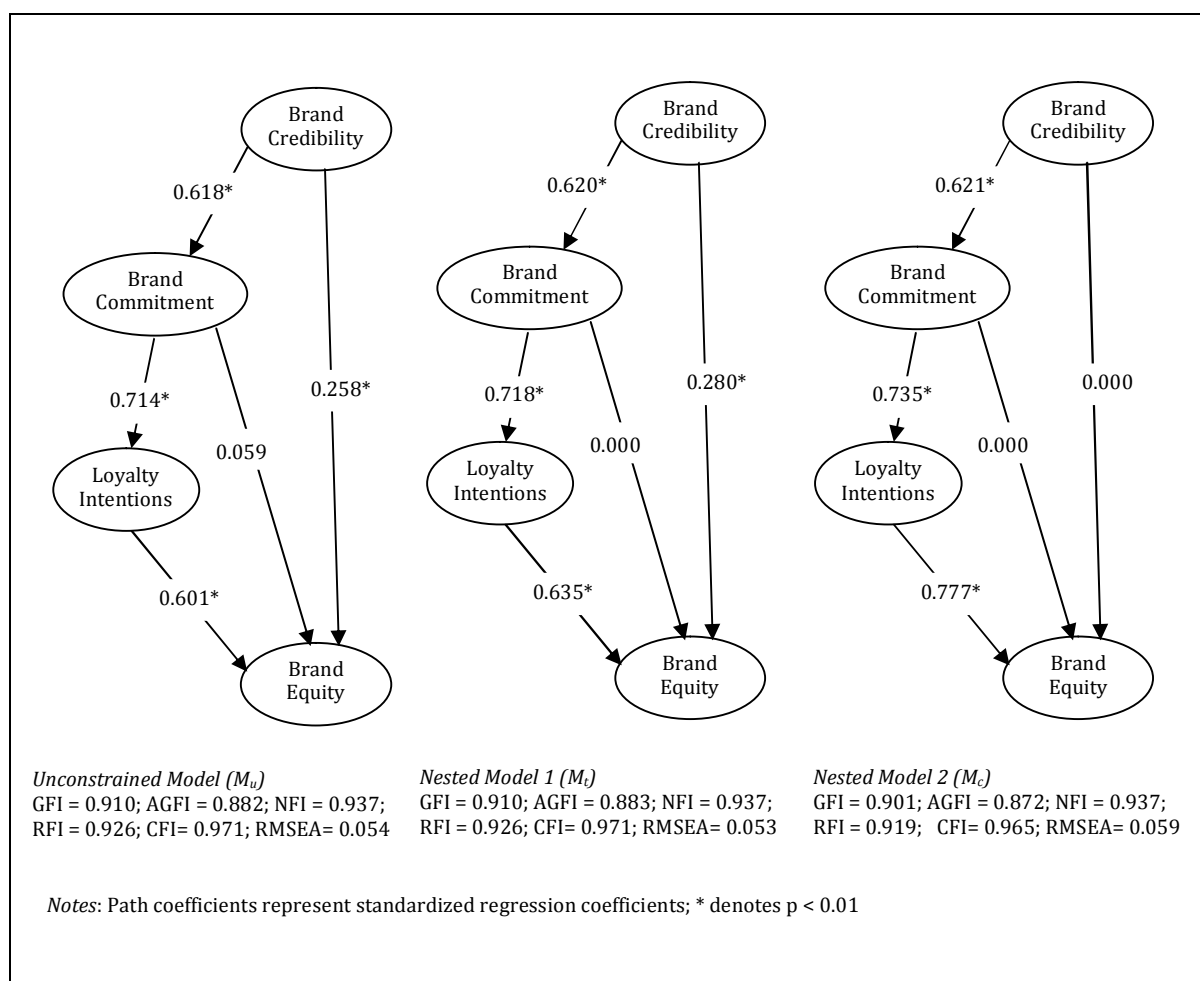 Brand
Credibility
0.618*
Brand
Commitment
0.714*
0.258*
0.059
Loyalty
Intentions
0.601*
Brand
Equity
Brand
Credibility
0.620*
Brand
Commitment
0.718*
0.280*
0.000
Loyalty
Intentions
0.635*
Brand
Equity
Brand
Credibility
0.621*
Brand
Commitment
0.735*
0.000
0.000
Loyalty
Intentions
0.777*
Brand
Equity
Unconstrained Model (Mu)
GFI = 0.910; AGFI = 0.882; NFI = 0.937;
RFI = 0.926; CFI= 0.971; RMSEA = 0.054
Nested Model 1 (Mt)
GFI = 0.910; AGFI = 0.883; NFI = 0.937;
RFI = 0.926; CFI= 0.971; RMSEA= 0.053
Nested Model 2 (Mc)
GFI = 0.901; AGFI = 0.872; NFI = 0.937;
RFI = 0.919; CFI= 0.965; RMSEA= 0.059
Notes: Path coefficients represent standardized regression coefficients; * denotes p < 0.01